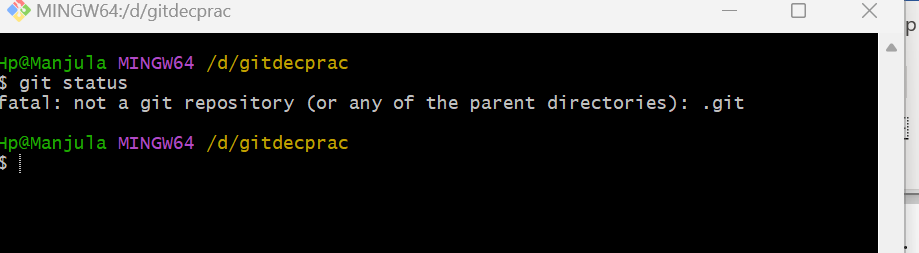 MINGW64:/d/gitdecprac
Hp@Manjula MINGW64 /d/gitdecprac
$ git status
fatal: not a git repository (or any of the parent directories): .git
Hp@Manjula MINGW64 /d/gitdecprac
$
p